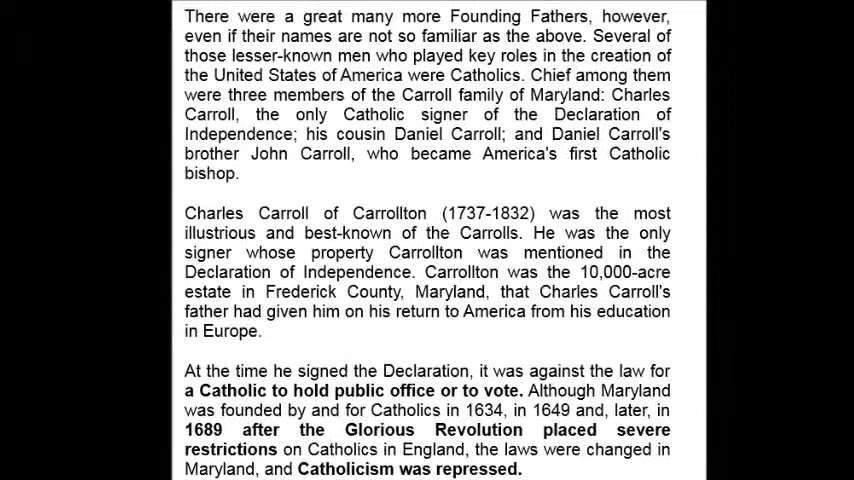 There were a great many more Founding Fathers, however,
even if their names are not so familiar as the above. Several of
those lesser-known men who played key roles in the creation of
the United States of America were Catholics. Chief among them
were three members of the Carroll family of Maryland: Charles
Carroll, the only Catholic signer of the Declaration of
Independence; his cousin Daniel Carroll; and Daniel Carroll's
brother John Carroll, who became America's first Catholic
bishop.
Charles Carroll of Carrollton (1737-1832) was the most
illustrious and best-known of the Carrolls. He was the only
signer whose property Carrollton was mentioned in the
Declaration of Independence. Carrollton was the 10,000-acre
estate in Frederick County, Maryland, that Charles Carroll's
father had given him on his return to America from his education
in Europe.
At the time he signed the Declaration, it was against the law for
a Catholic to hold public office or to vote. Although Maryland
was founded by and for Catholics in 1634, in 1649 and, later, in
1689 after the Glorious Revolution placed severe
restrictions on Catholics in England, the laws were changed in
Maryland, and Catholicism was repressed.